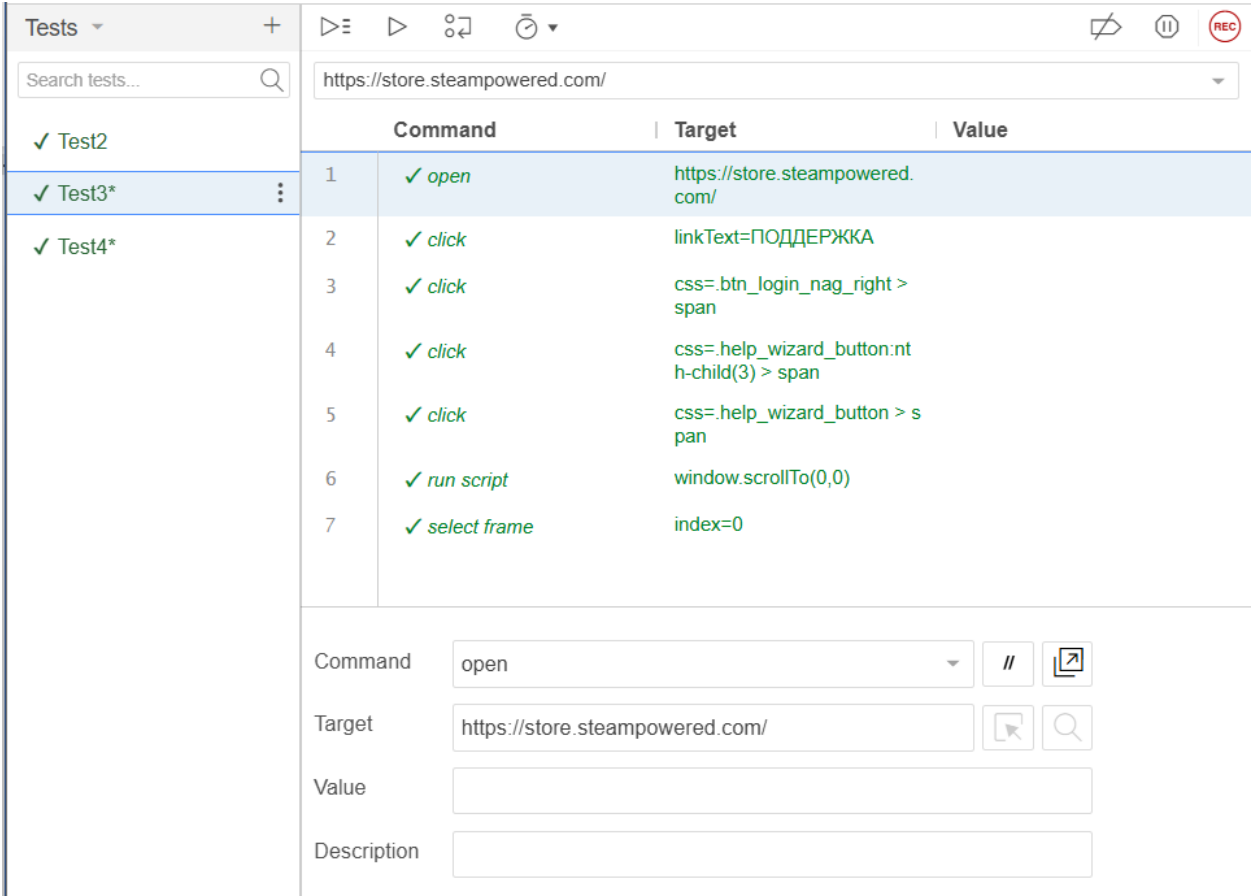 Tests
Search tests...
Test2
Test3*
Test4*
REC
https://store.steampowered.com/
Command Target Value
1 open https://store.steampowered.
com/
2 click linkText=ПОДДЕРЖКА
3 click css=.btn_login_nag_right >
span
4 click css=.help_wizard_button:nt
h-child(3) > span
5 click css=.help_wizard_button > s
pan
6 run script window.scrollTo(0,0)
7 select frame index=0
Command open //
Target https://store.steampowered.com/
Value
Description